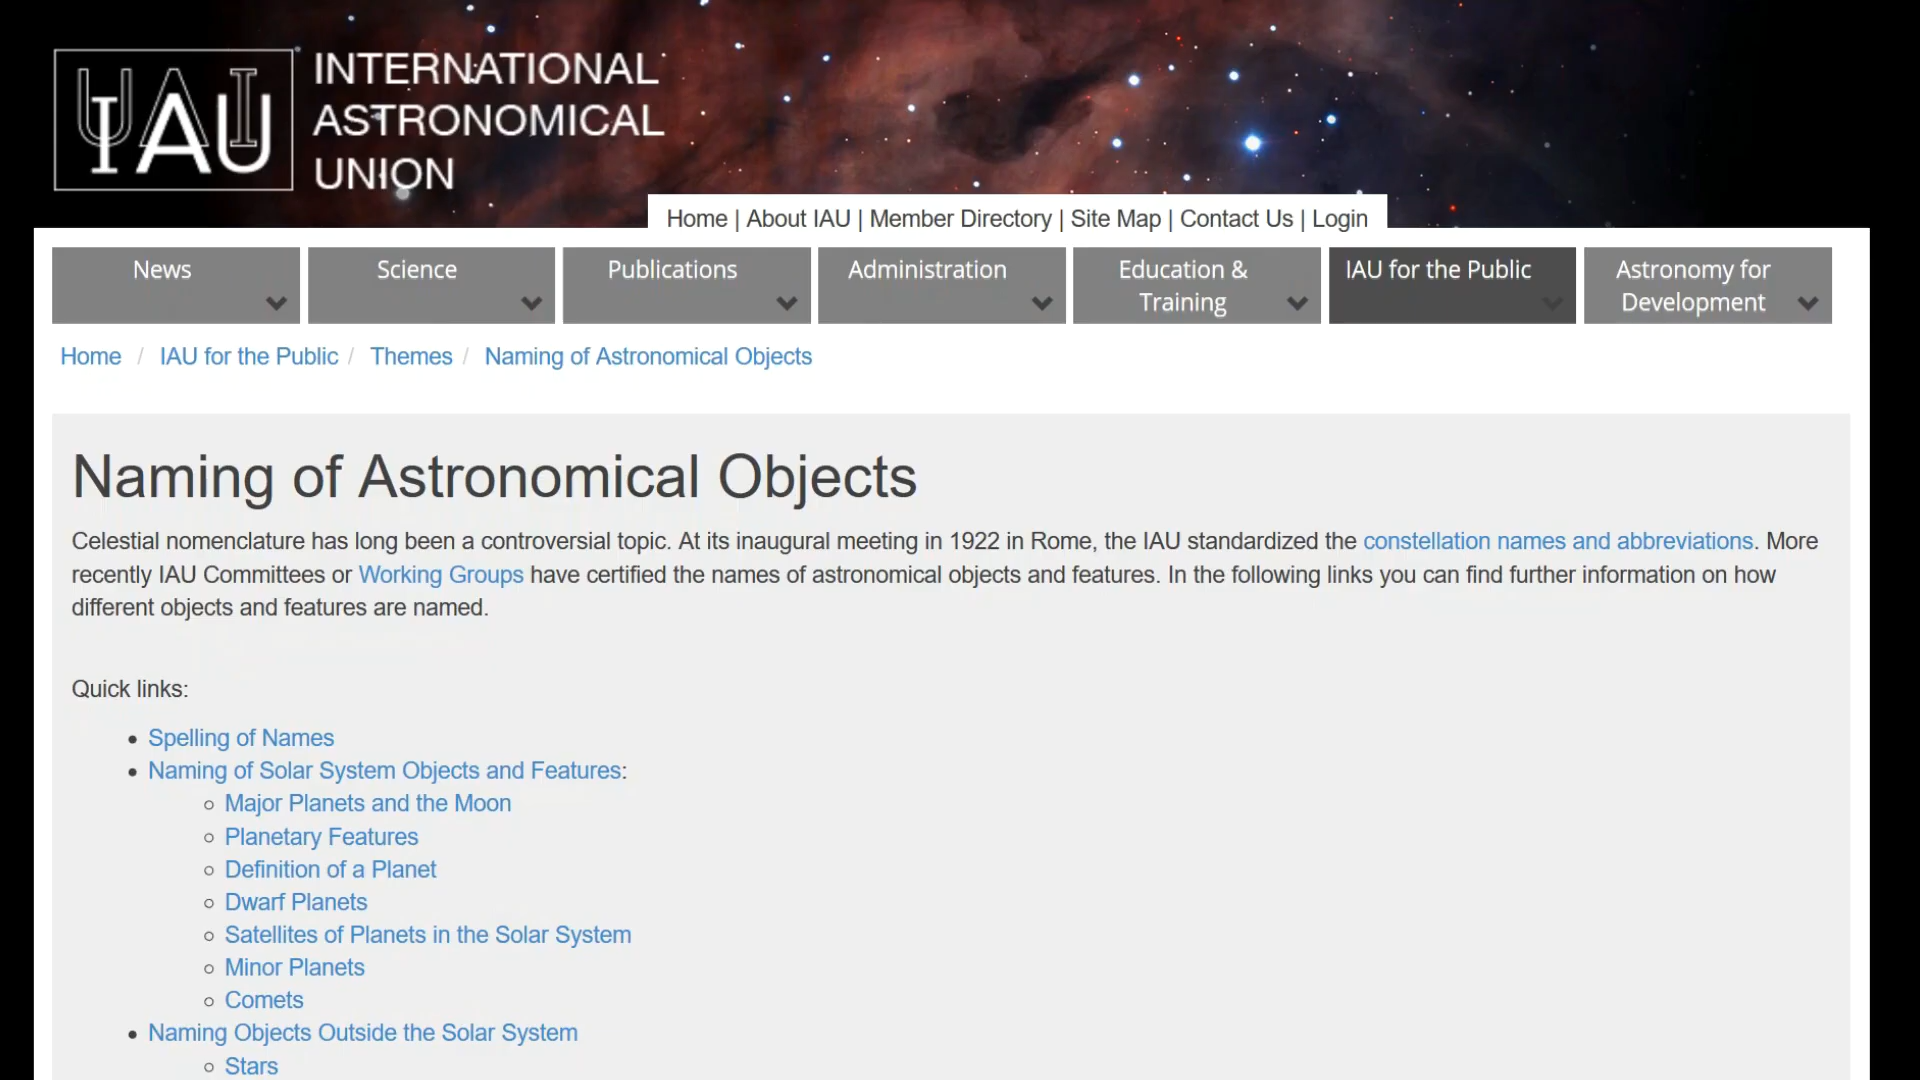 IAU
INTERNATIONAL
ASTRONOMICAL
UNION
Home | About IAU | Member Directory | Site Map | Contact Us | Login
News
Science
Publications
Administration
Education &
Training
IAU for the Public
Astronomy for
Development
Home / IAU for the Public / Themes / Naming of Astronomical Objects
Naming of Astronomical Objects
Celestial nomenclature has long been a controversial topic. At its inaugural meeting in 1922 in Rome, the IAU standardized the constellation names and abbreviations. More
recently IAU Committees or Working Groups have certified the names of astronomical objects and features. In the following links you can find further information on how
different objects and features are named.
Quick links:
• Spelling of Names
• Naming of Solar System Objects and Features:
○ Major Planets and the Moon
○ Planetary Features
○ Definition of a Planet
○ Dwarf Planets
○ Satellites of Planets in the Solar System
○ Minor Planets
○ Comets
• Naming Objects Outside the Solar System
○ Stars